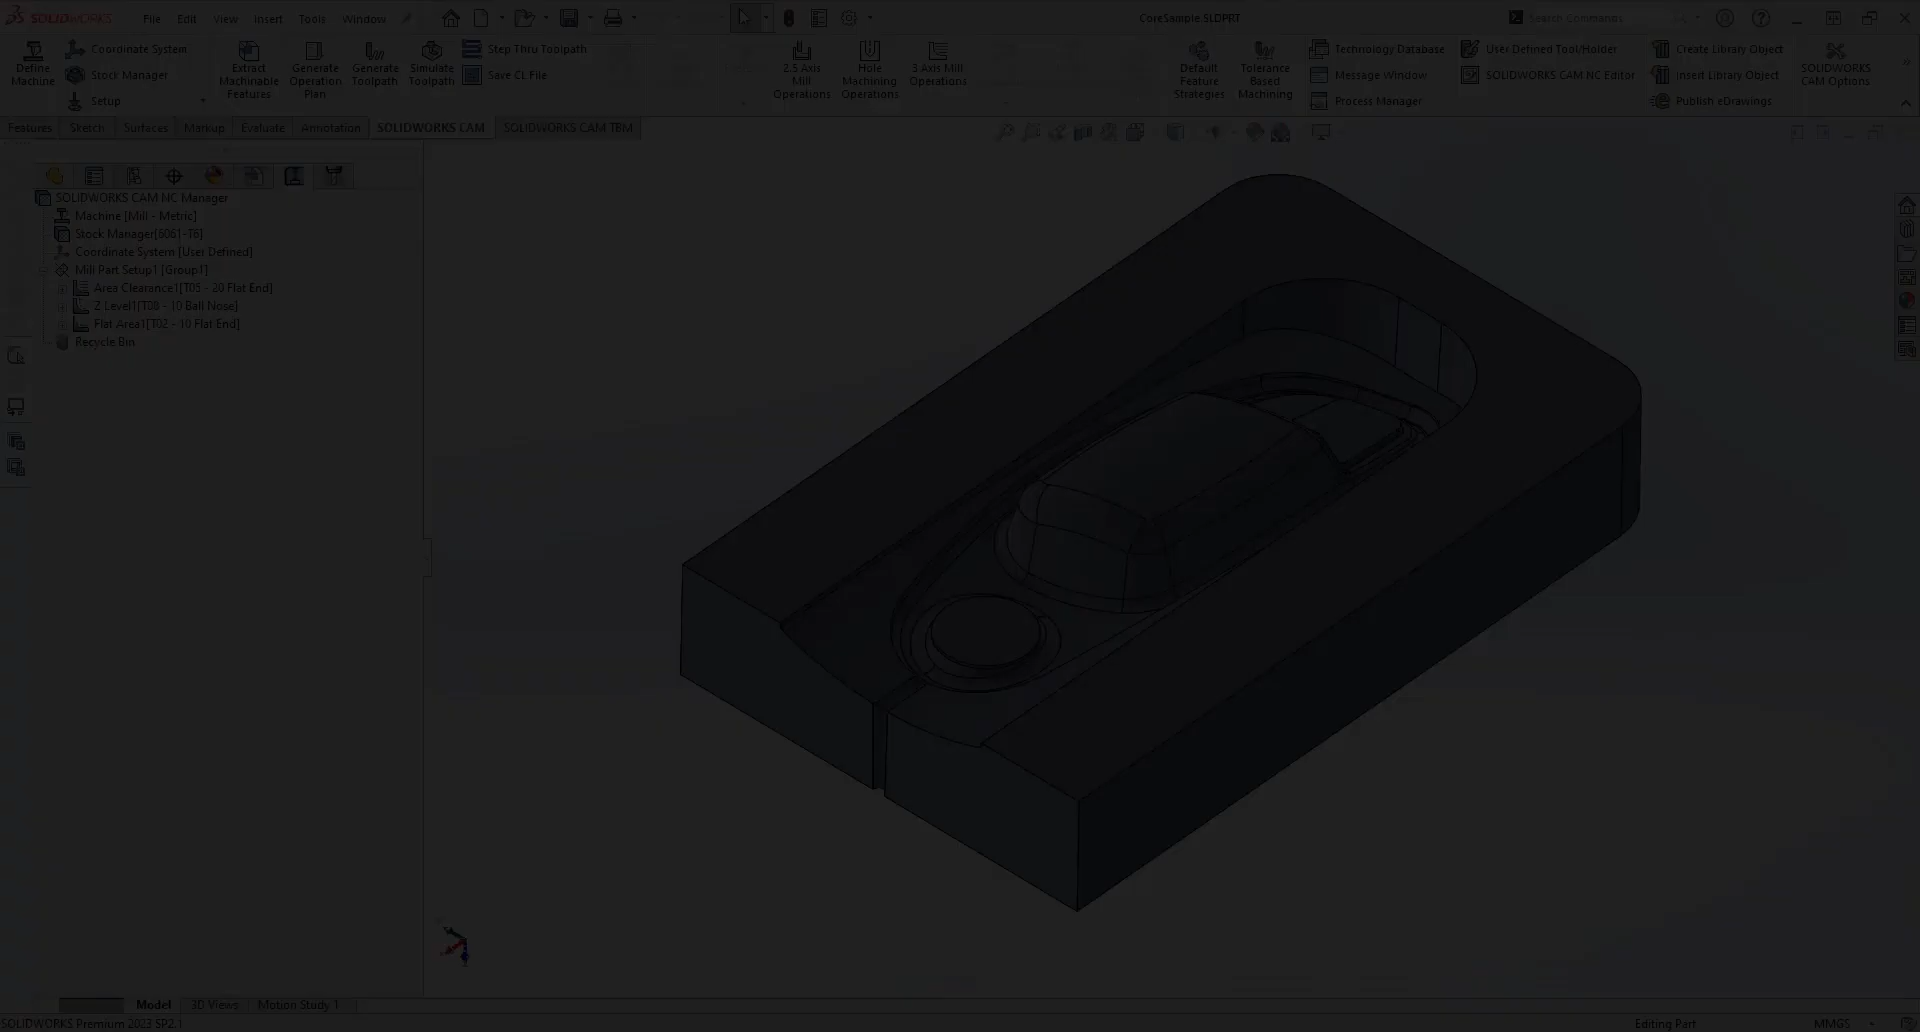 SOLIDWORKS File Edit View Insert Tools Window CoreSample.SLDPRT Search Commands
Define Machine
Coordinate System
Stock Manager
Setup
Extract Machinable Features
Generate Operation Plan
Generate Toolpath
Simulate Toolpath
Step Thru Toolpath
Save CL File
2.5 Axis Mill Operations
Hole Machining Operations
3 Axis Mill Operations
Default Feature Strategies
Tolerance Based Machining
Technology Database
Message Window
Process Manager
User Defined Tool/Holder
SOLIDWORKS CAM NC Editor
Create Library Object
Insert Library Object
Publish eDrawings
SOLIDWORKS CAM Options
Features Sketch Surfaces Markup Evaluate Annotation SOLIDWORKS CAM SOLIDWORKS CAM TBM
SOLIDWORKS CAM NC Manager
Machine [Mill - Metric]
Stock Manager[6061-T6]
Coordinate System [User Defined]
Mill Part Setup1 [Group1]
Area Clearance1[T05 - 20 Flat End]
Z Level1[T08 - 10 Ball Nose]
Flat Area1[T02 - 10 Flat End]
Recycle Bin
Model 3D Views Motion Study 1
SOLIDWORKS Premium 2023 SP2.1 Editing Part MMGS